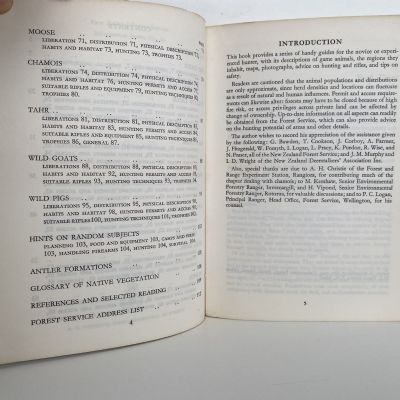 MOOSE
LIBERATION 71, DISTRIBUTION 71, PHYSICAL DESCRIPTION
HABITS AND HABITAT 72, HUNTING 73, TROPHIES 73.
CHAMOIS
LIBERATIONS 74, DISTRIBUTION 74, PHYSICAL DESCRIPTION
HABITS AND HABITAT 76, HUNTING PERMITS AND ACCESS
SUITABLE RIFLES AND EQUIPMENT 79, HUNTING TECHNIQUES
TROPHIES 80.
TAHR
LIBERATION 81, DISTRIBUTION 81, PHYSICAL DESCRIPTION
HABITS AND HABITAT 83, HUNTING PERMITS AND ACCESS
SUITABLE RIFLES 85, HUNTING TECHNIQUES
TROPHIES 86, GENERAL 87.
WILD GOATS
LIBERATIONS 88, DISTRIBUTION 88, PHYSICAL DESCRIPTION
HABITS AND HABITAT 92, HUNTING PERMITS AND ACCESS
SUITABLE RIFLES 93, HUNTING TECHNIQUES
WILD PIGS
LIBERATIONS 95, DISTRIBUTION 95, PHYSICAL DESCRIPTION
HABITS AND HABITAT 98, HUNTING PERMITS AND ACCESS
SUITABLE RIFLES 100, HUNTING TECHNIQUES 101, TROPHIES
HINTS ON RANDOM SUBJECTS
PLANNING 103, FOOD AND EQUIPMENT 103, CAMPS AND FIRES
103, HANDLING FIREARMS 104, HUNTING 104, SURVIVAL 104
ANTLER FORMATIONS
GLOSSARY OF NATIVE VEGETATION
REFERENCES AND SELECTED READING
FOREST SERVICE ADDRESS LIST
4
INTRODUCTION
This book provides a series of handy guides for the novice or experi-
enced hunter, with its descriptions of game animals, the regions they
inhabit, maps, photographs, advice on hunting and rifles, and tips on
safety.
Readers are cautioned that the animal populations and distributions
are only approximate, since herd densities and locations can fluctuate
as a result of natural and human influences. Permit and access require-
ments can likewise alter: forests may have to be closed because of high
fire risk, or access privileges across private land can be affected by
change of ownership. Up-to-date information on all aspects can readily
be obtained from the Forest Service, which can also provide advice
on the hunting potential of areas and other details.
The author wishes to record his appreciation of the assistance given
by the following: G. Bowden, T. Coolson, J. Corboy, A. Farmer,
J. Fitzgerald, W. Forsyth, I. Logan, L. Pracy, K. Purdon, R. Wise, and
N. Fraser, all of the New Zealand Forest Service; and J. M. Murphy and
I. D. Wright of the New Zealand Deerstalkers' Association Inc.
Also, special thanks are due to A. H. Christie of the Forest and
Range Experiment Station, Rangiora, for contributing much of the
chapter dealing with chamois; to M. Kershaw, Senior Environmental
Forestry Ranger, Invercargill, and H. Vipond, Senior Environmental
Forest Ranger, Rotorua, for valuable discussions; and to P. C. Logan,
Principal Ranger, Head Office, Forest Service, Wellington, for his
counsel.
5